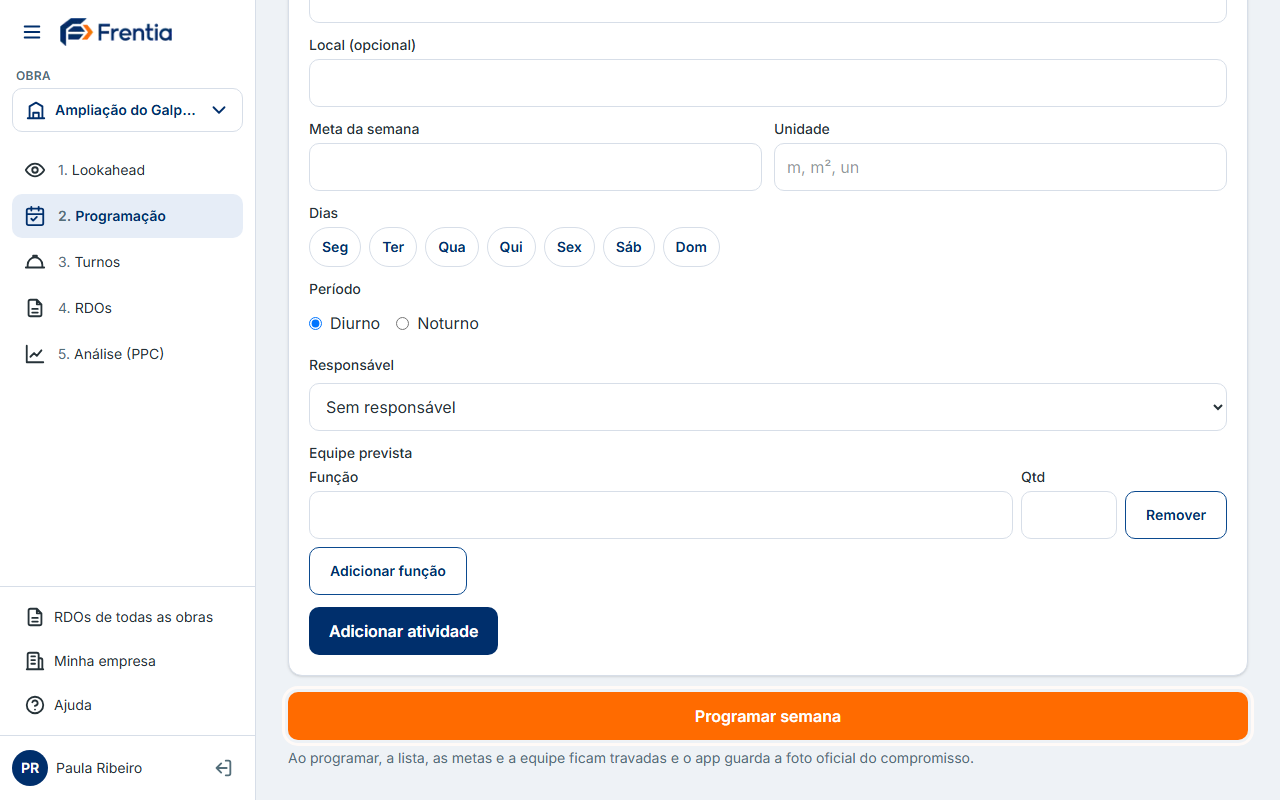 Frentia
OBRA
Ampliação do Galp...
1. Lookahead
2. Programação
3. Turnos
4. RDOs
5. Análise (PPC)
RDOs de todas as obras
Minha empresa
Ajuda
PR Paula Ribeiro
Local (opcional)
Meta da semana Unidade
m, m², un
Dias
Seg Ter Qua Qui Sex Sáb Dom
Período
Diurno Noturno
Responsável
Sem responsável
Equipe prevista
Função Qtd
Remover
Adicionar função
Adicionar atividade
Programar semana
Ao programar, a lista, as metas e a equipe ficam travadas e o app guarda a foto oficial do compromisso.